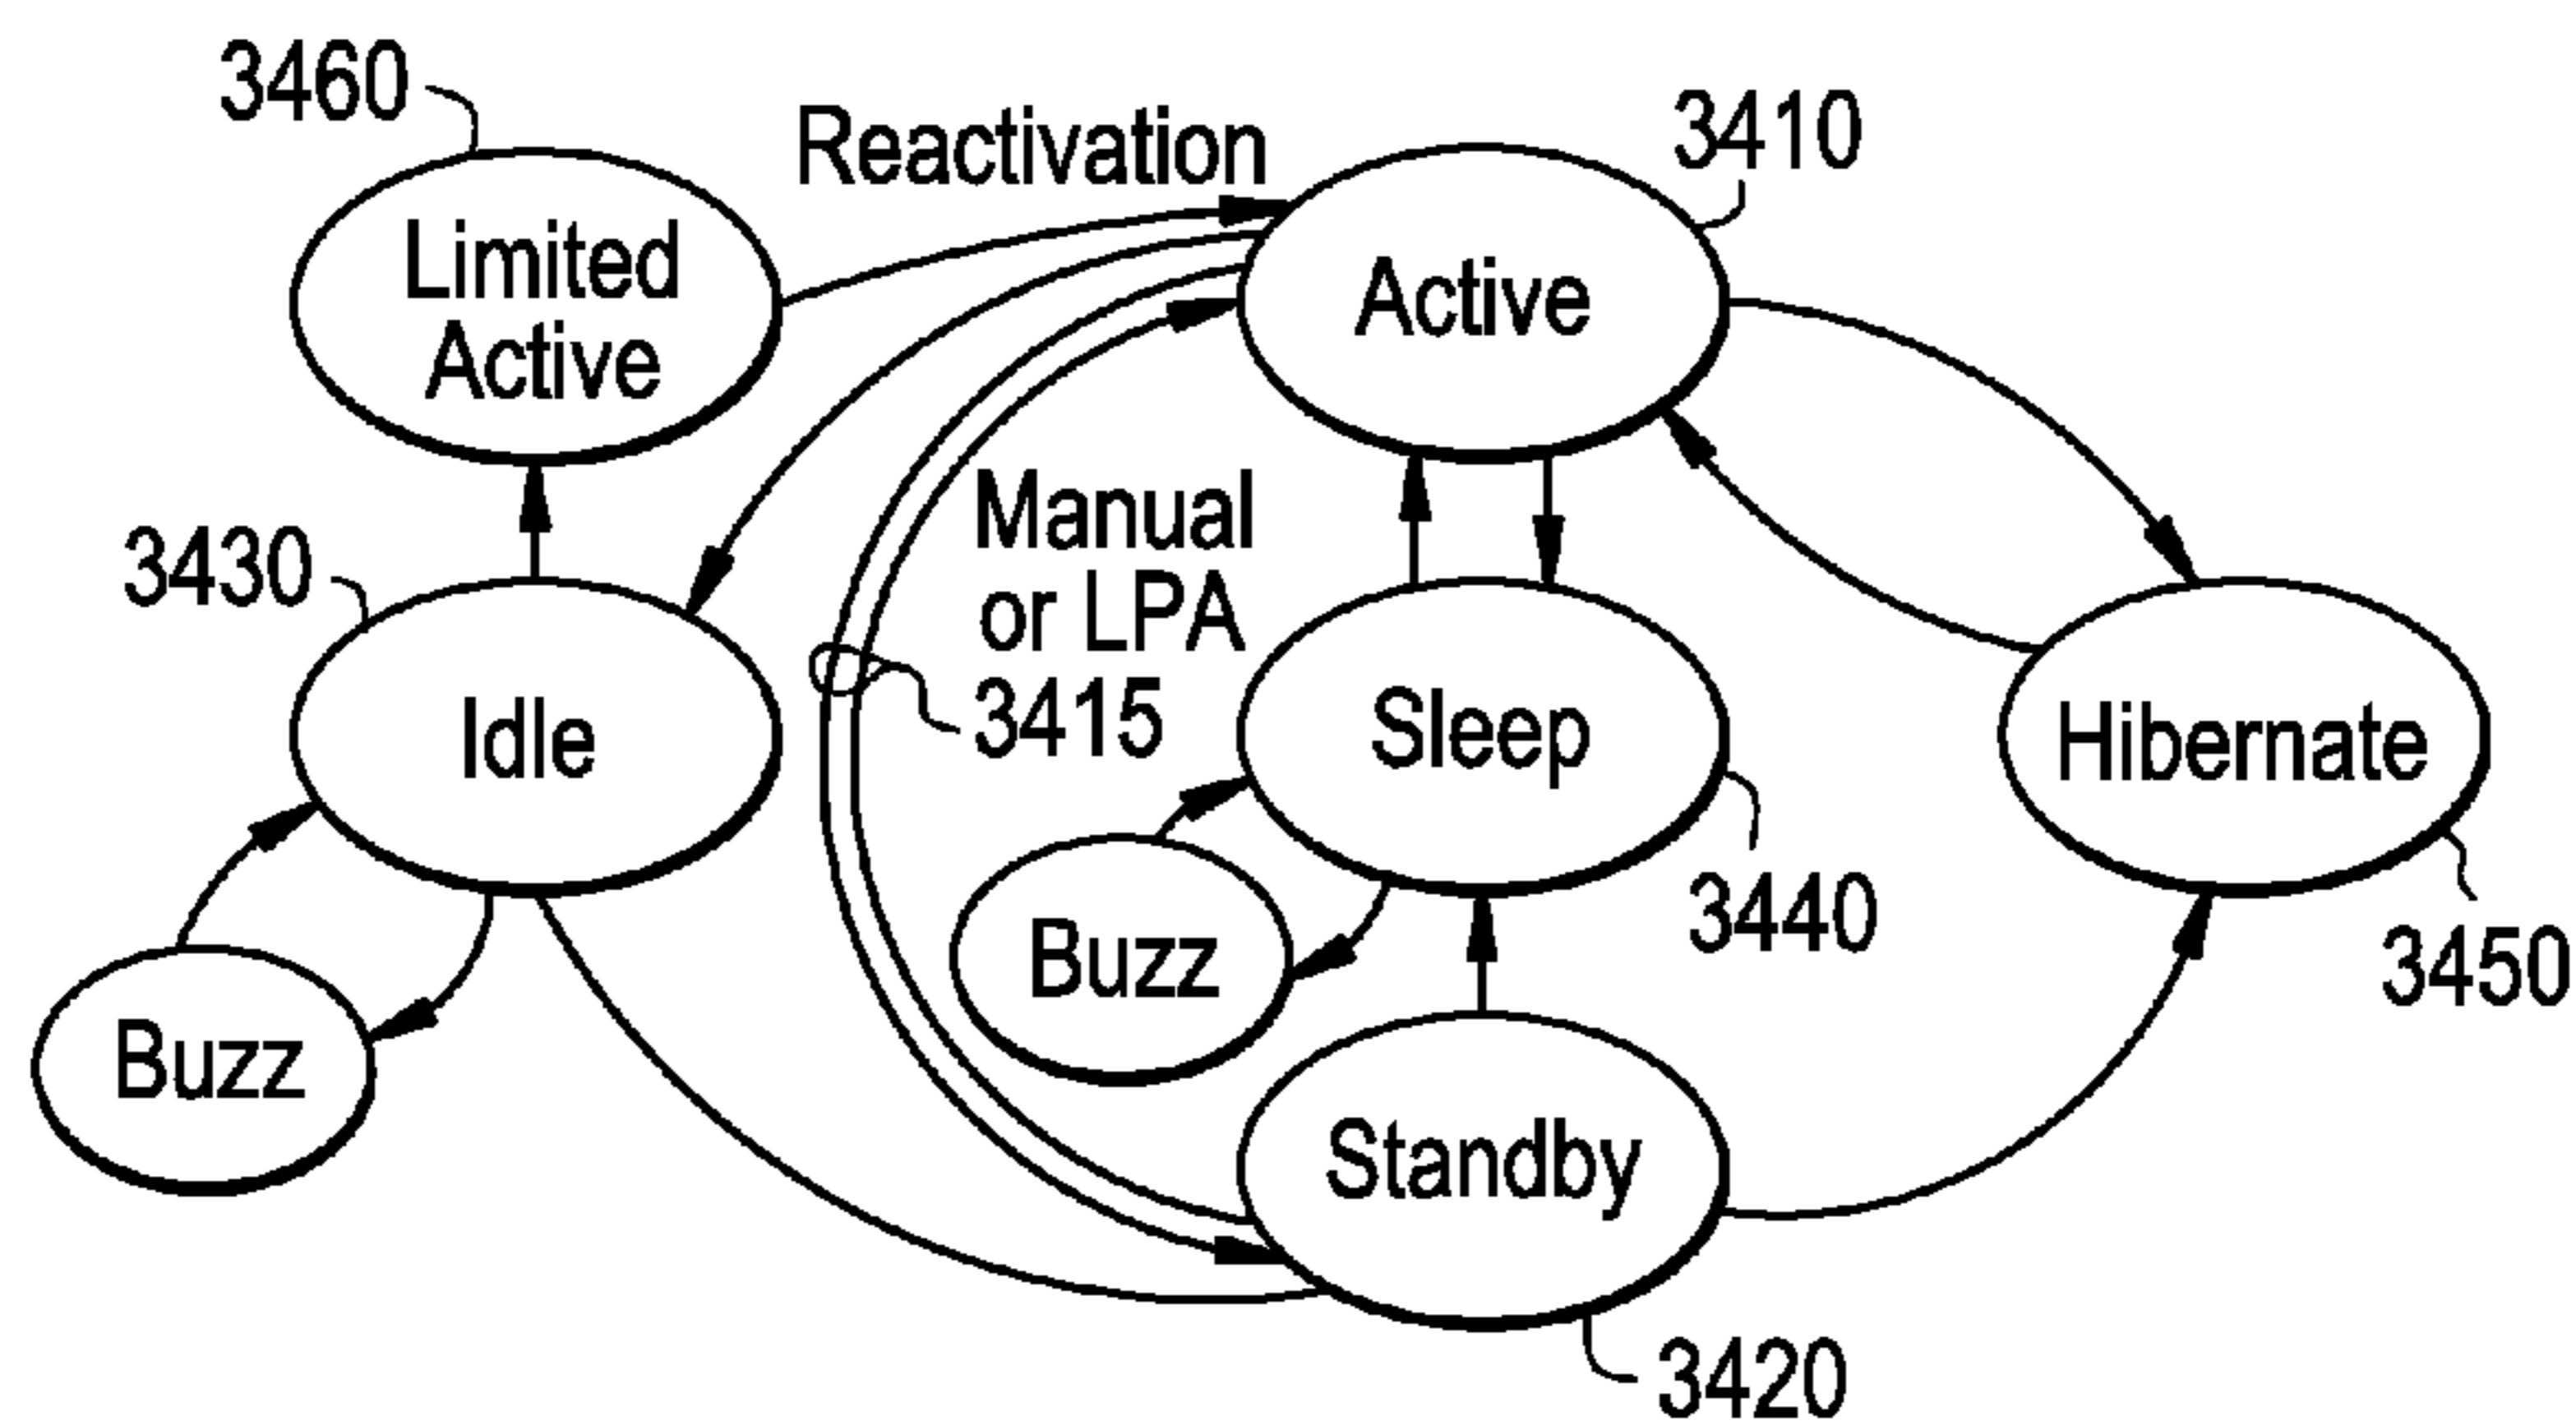 3460
Reactivation
3410
Limited
Active
Active
Manual
or LPA
3415
3430
Idle
Sleep
Hibernate
Buzz
3440
3450
Buzz
Standby
3420